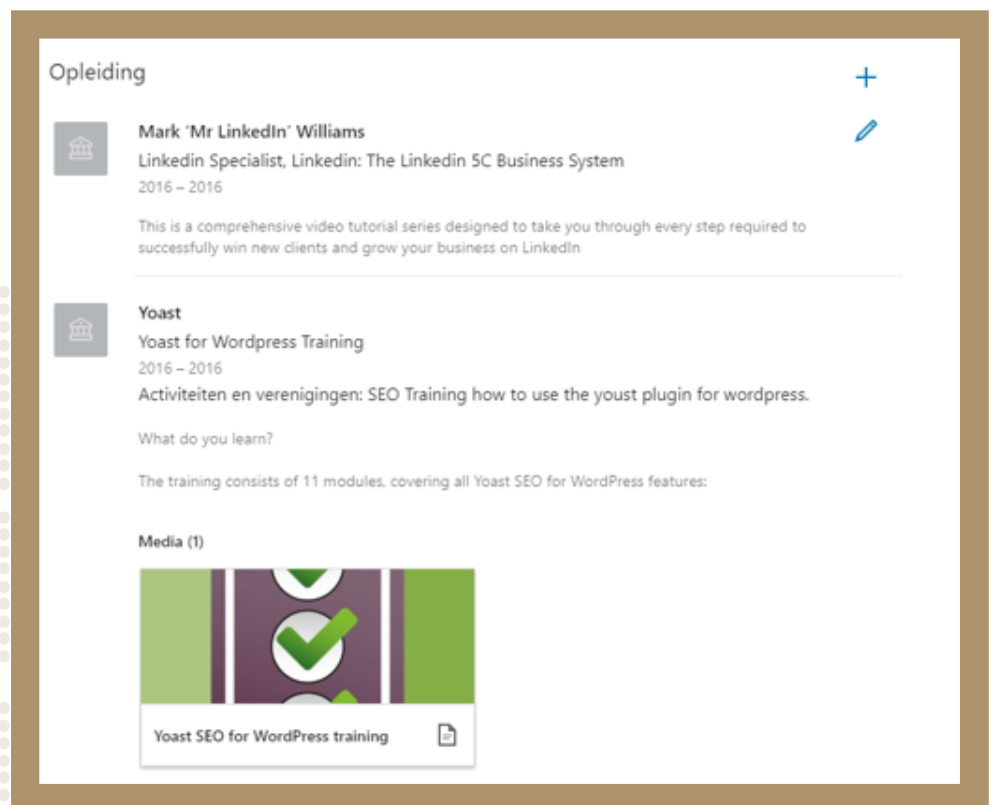 Opleiding
Mark 'Mr LinkedIn' Williams
Linkedin Specialist, Linkedin: The Linkedin 5C Business System
2016 – 2016
This is a comprehensive video tutorial series designed to take you through every step required to
successfully win new clients and grow your business on LinkedIn
Yoast
Yoast for Wordpress Training
2016 – 2016
Activiteiten en verenigingen: SEO Training how to use the youst plugin for wordpress.
What do you learn?
The training consists of 11 modules, covering all Yoast SEO for WordPress features:
Media (1)
Yoast SEO for WordPress training